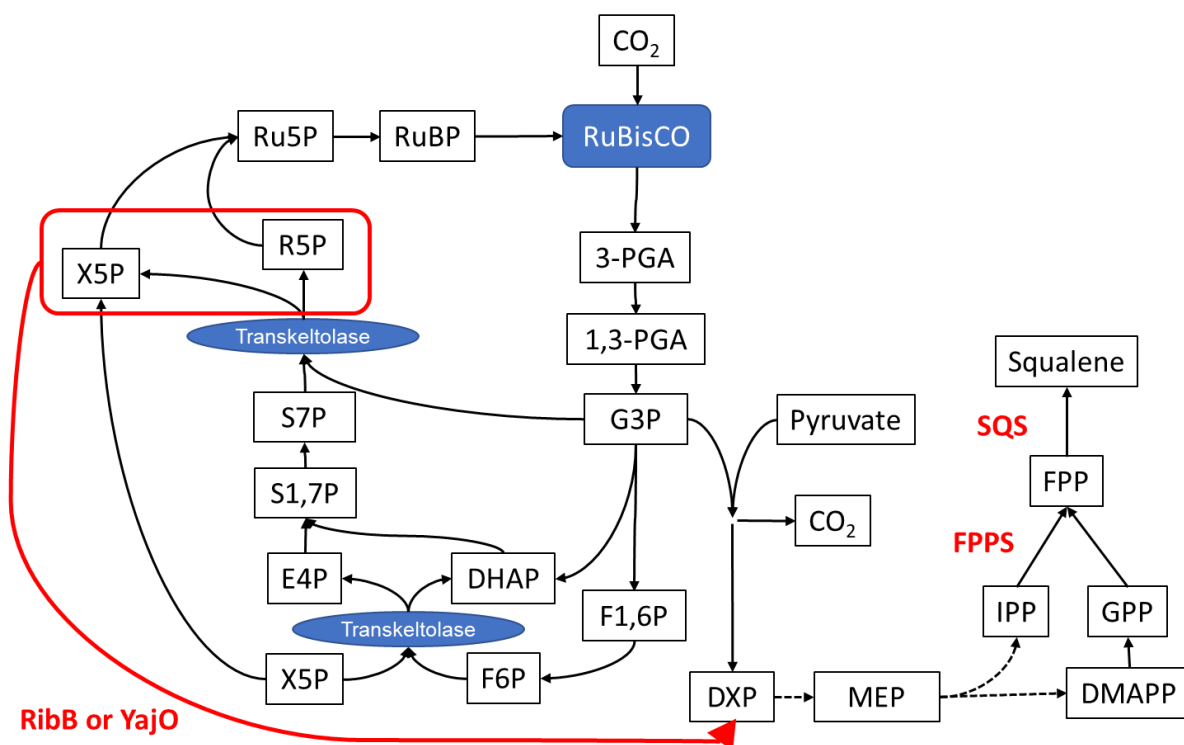 CO₂
Ru5P
RuBP
RuBisCO
R5P
X5P
3-PGA
Transkeltolase
1,3-PGA
Squalene
S7P
G3P
Pyruvate
SQS
S1,7P
FPP
CO₂
FPPS
E4P
DHAP
F1,6P
IPP
GPP
Transkeltolase
X5P
F6P
DXP
MEP
DMAPP
RibB or YajO